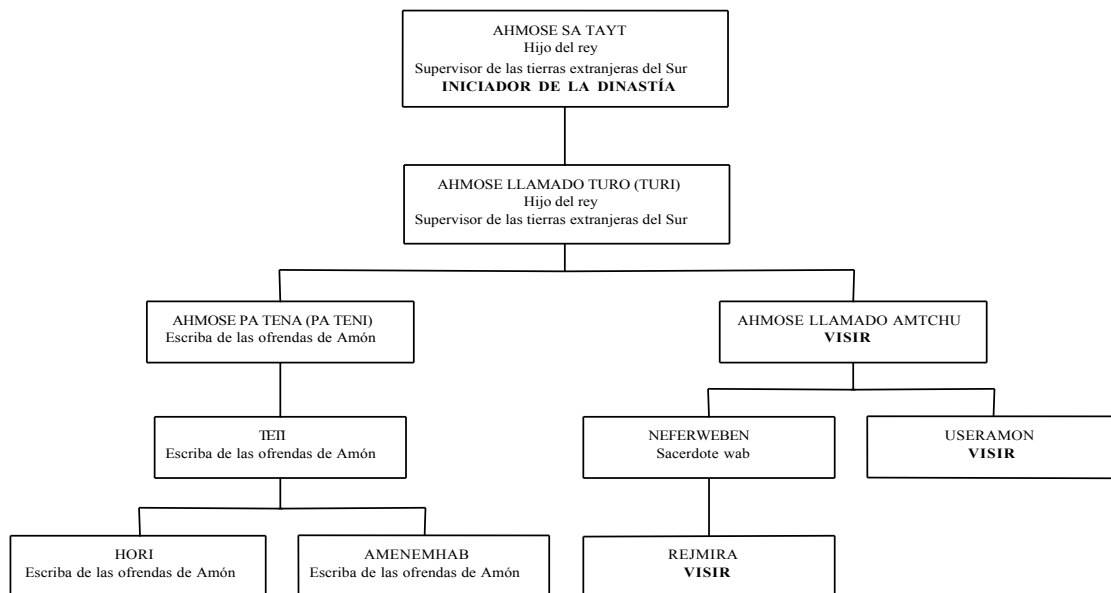 AHMOSE SA TAYT
Hijo del rey
Supervisor de las tierras extranjeras del Sur
INICIADOR DE LA DINASTÍA
AHMOSE LLAMADO TURO (TURI)
Hijo del rey
Supervisor de las tierras extranjeras del Sur
AHMOSE PA TENA (PA TENI)
Escriba de las ofrendas de Amón
AHMOSE LLAMADO AMTCHU
VISIR
TETI
Escriba de las ofrendas de Amón
NEFERWEBEN
Sacerdote wab
USERAMON
VISIR
HORI
Escriba de las ofrendas de Amón
AMENEMHAB
Escriba de las ofrendas de Amón
REJMIRA
VISIR